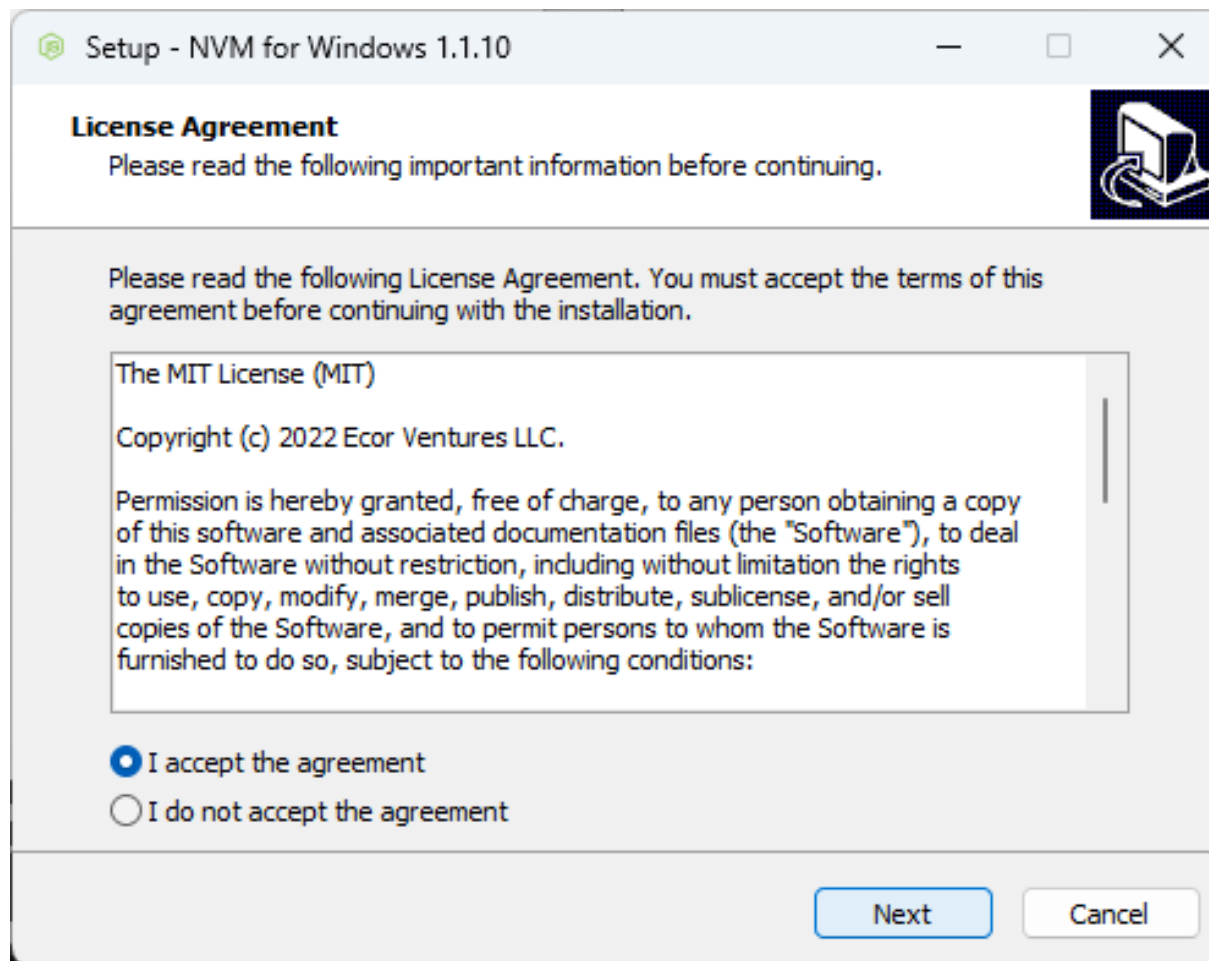 Setup - NVM for Windows 1.1.10
License Agreement
Please read the following important information before continuing.
Please read the following License Agreement. You must accept the terms of this
agreement before continuing with the installation.
The MIT License (MIT)
Copyright (c) 2022 Ecor Ventures LLC.
Permission is hereby granted, free of charge, to any person obtaining a copy
of this software and associated documentation files (the "Software"), to deal
in the Software without restriction, including without limitation the rights
to use, copy, modify, merge, publish, distribute, sublicense, and/or sell
copies of the Software, and to permit persons to whom the Software is
furnished to do so, subject to the following conditions:
I accept the agreement
I do not accept the agreement
Next
Cancel